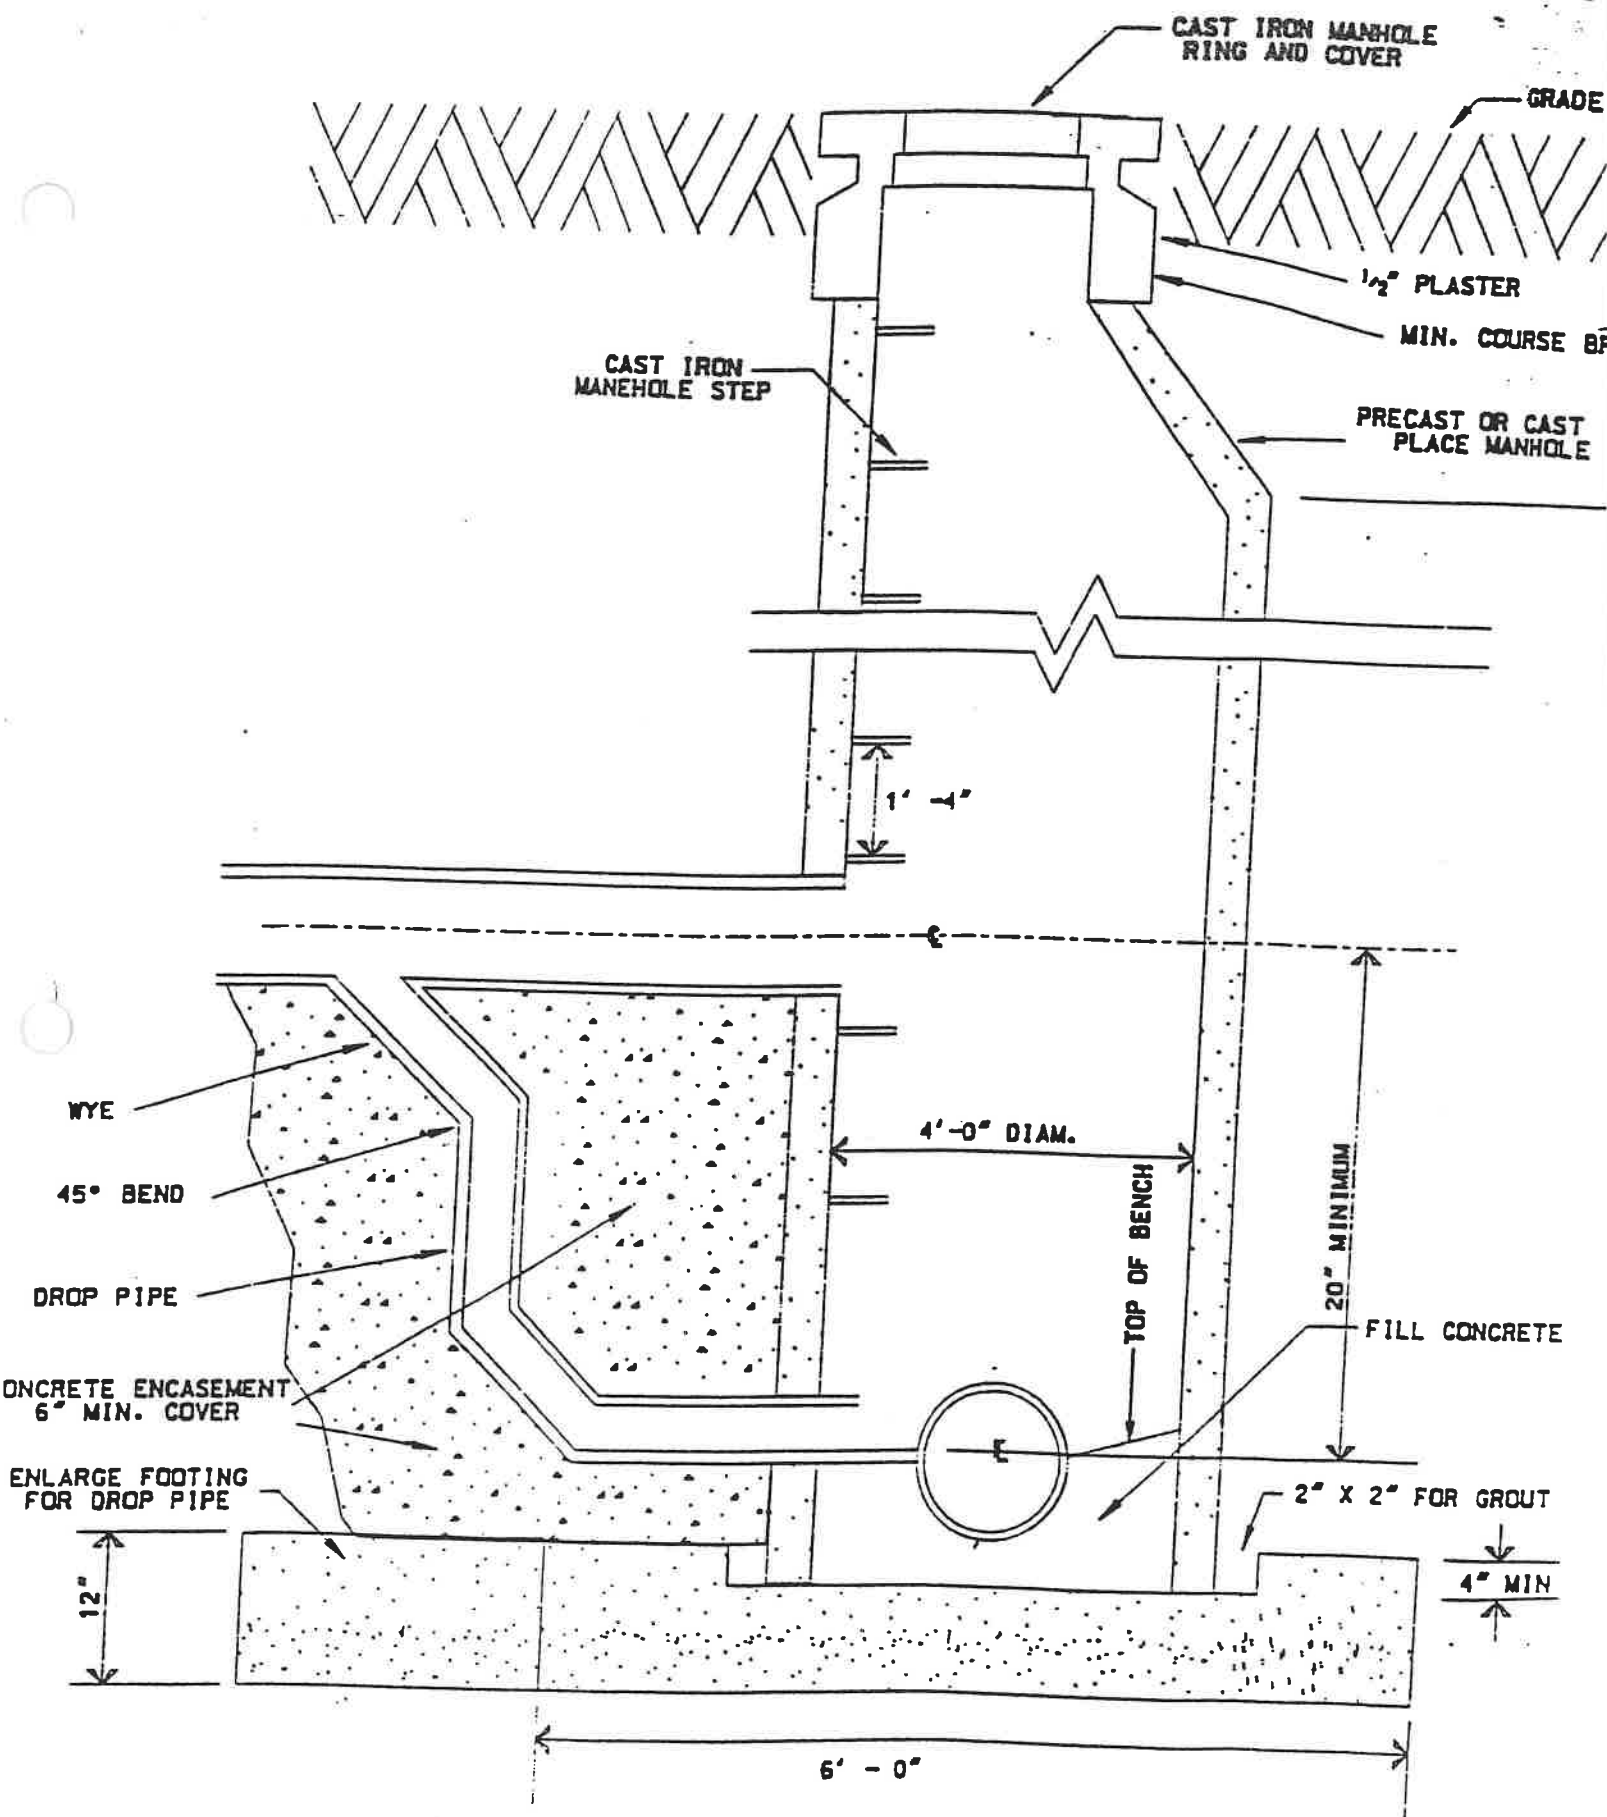 CAST IRON MANHOLE
RING AND COVER
GRADE
1/2" PLASTER
MIN. COURSE
CAST IRON
MANEHOLE STEP
PRECAST OR CAST
PLACE MANHOLE
1' -4"
℄
WYE
4'-0" DIAM.
45° BEND
TOP OF BENCH
20" MINIMUM
DROP PIPE
FILL CONCRETE
ONCRETE ENCASEMENT
6" MIN. COVER
℄
ENLARGE FOOTING
FOR DROP PIPE
2" X 2" FOR GROUT
12"
4" MIN
6' - 0"